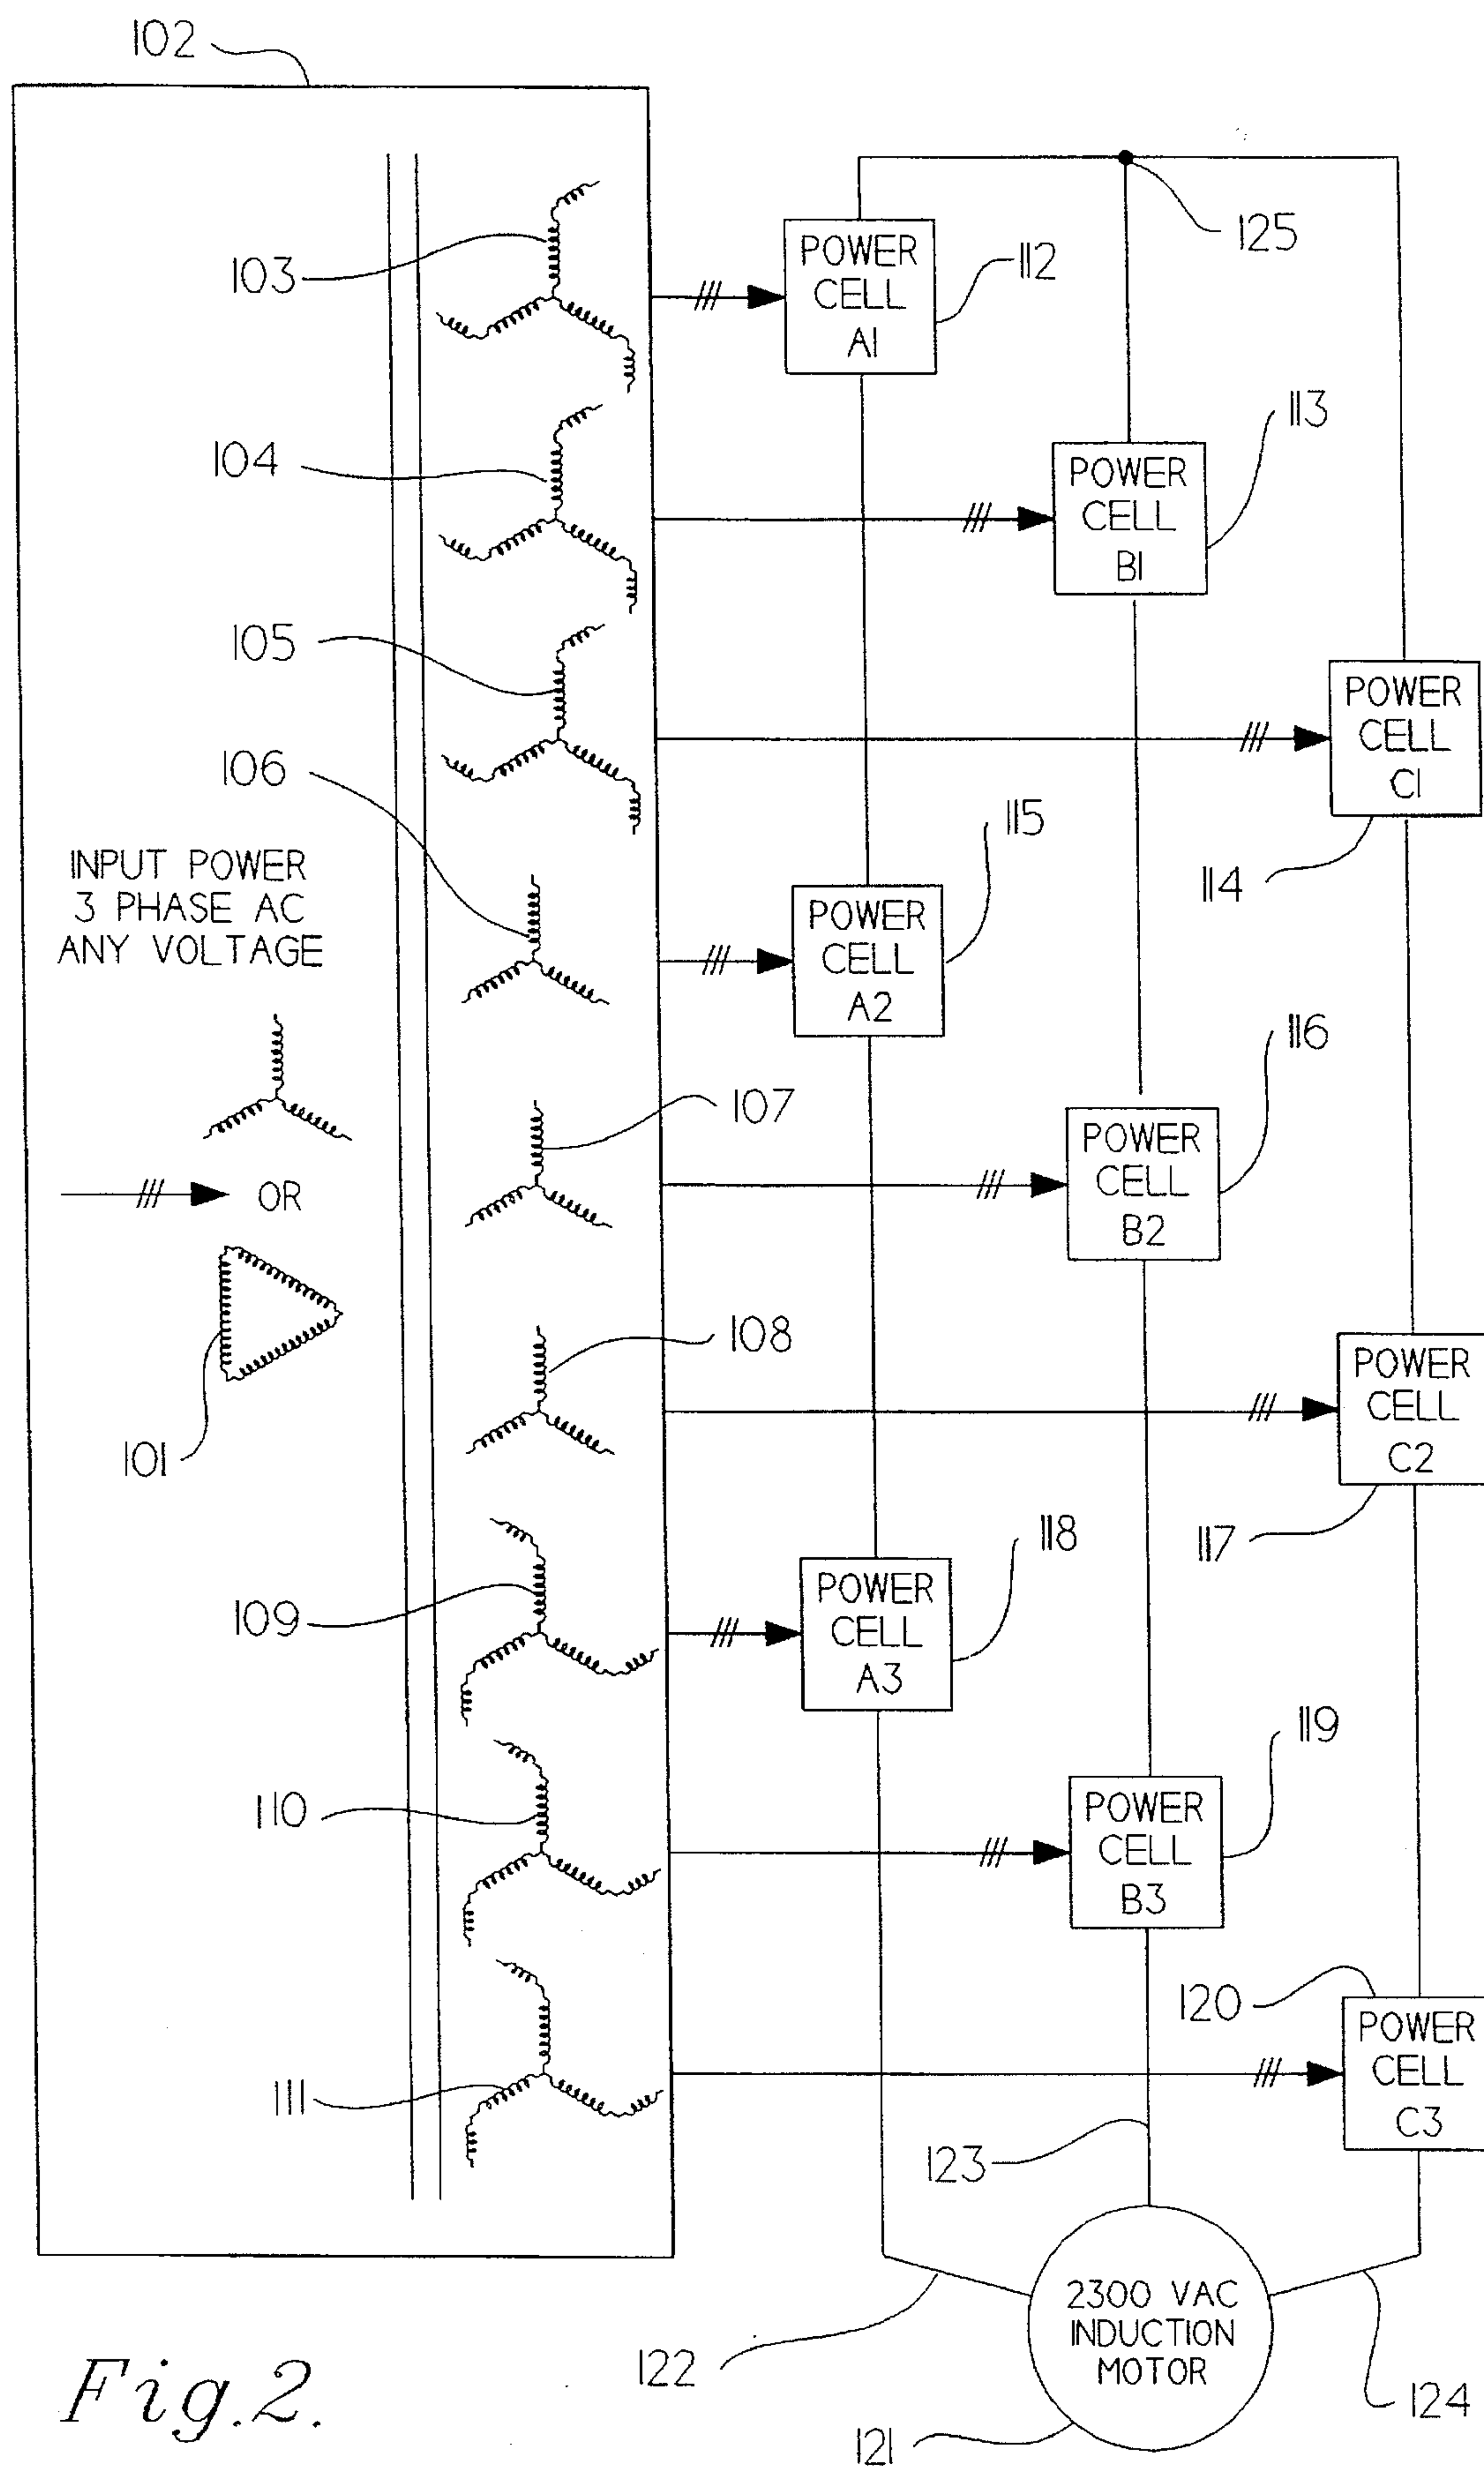 102
125
103
POWER
CELL
A1
112
104
POWER
CELL
B1
113
105
POWER
CELL
C1
114
106
INPUT POWER
3 PHASE AC
ANY VOLTAGE
POWER
CELL
A2
115
107
POWER
CELL
B2
116
OR
101
108
POWER
CELL
C2
117
109
POWER
CELL
A3
118
110
POWER
CELL
B3
119
111
120
POWER
CELL
C3
123
2300 VAC
INDUCTION
MOTOR
122
124
121
Fig. 2.